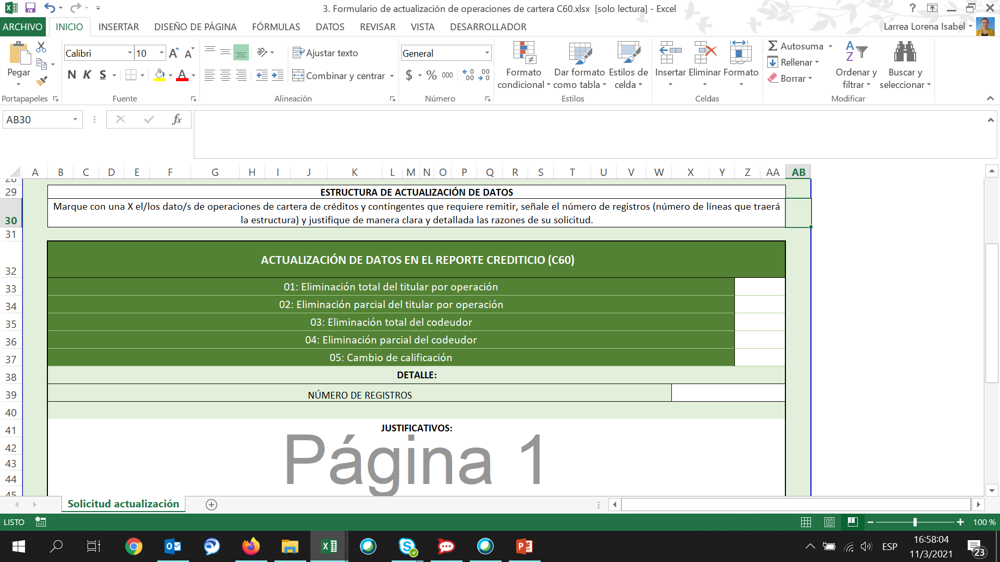 3. Formulario de actualización de operaciones de cartera C60.xlsx [solo lectura] - Excel
?
ARCHIVO INICIO INSERTAR DISEÑO DE PÁGINA FÓRMULAS DATOS REVISAR VISTA DESARROLLADOR
Larrea Lorena Isabel
Pegar
Portapapeles
Calibri 10
N K S
Fuente
Ajustar texto
Combinar y centrar
Alineación
General
$ % 000
Número
Formato condicional
Dar formato como tabla
Estilos de celda
Estilos
Insertar Eliminar Formato
Celdas
Autosuma
Rellenar
Borrar
Ordenar y filtrar
Buscar y seleccionar
Modificar
AB30
fx
A B C D E F G H I J K L M N O P Q R S T U V W X Y Z AA AB
28
29 ESTRUCTURA DE ACTUALIZACIÓN DE DATOS
Marque con una X el/los dato/s de operaciones de cartera de créditos y contingentes que requiere remitir, señale el número de registros (número de líneas que traerá
30 la estructura) y justifique de manera clara y detallada las razones de su solicitud.
31
32 ACTUALIZACIÓN DE DATOS EN EL REPORTE CREDITICIO (C60)
33 01: Eliminación total del titular por operación
34 02: Eliminación parcial del titular por operación
35 03: Eliminación total del codeudor
36 04: Eliminación parcial del codeudor
37 05: Cambio de calificación
38 DETALLE:
39 NÚMERO DE REGISTROS
40
41 JUSTIFICATIVOS:
42
43
44
45
Página 1
Solicitud actualización
LISTO
100 %
ESP
16:58:04
11/3/2021
23